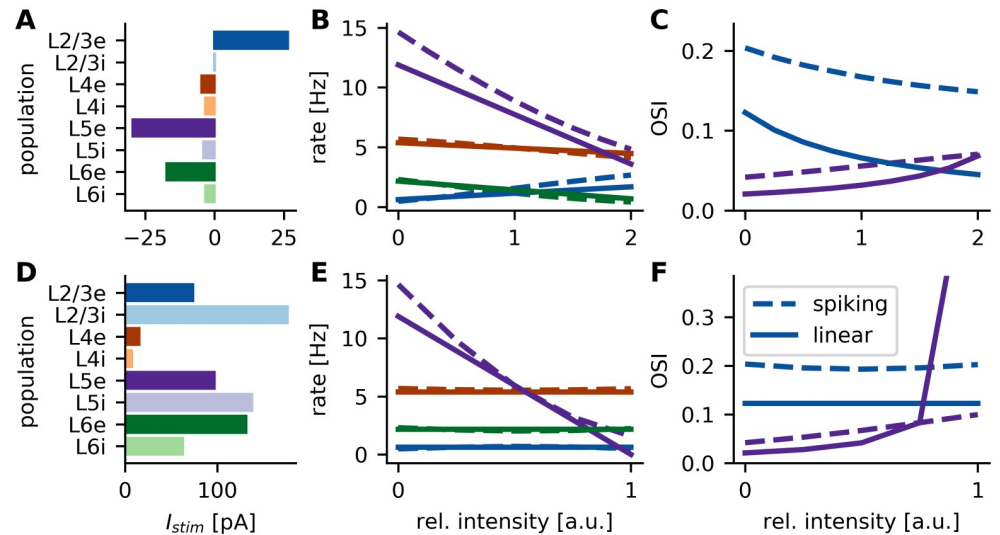 A
population
L2/3e
L2/3i
L4e
L4i
L5e
L5i
L6e
L6i
−25 0 25
B
rate [Hz]
15
10
5
0
0 1 2
C
OSI
0.2
0.1
0.0
0 1 2
D
population
L2/3e
L2/3i
L4e
L4i
L5e
L5i
L6e
L6i
0 100
I_stim [pA]
E
rate [Hz]
15
10
5
0
0 1
rel. intensity [a.u.]
F
OSI
0.3
0.2
0.1
0.0
spiking
linear
0 1
rel. intensity [a.u.]